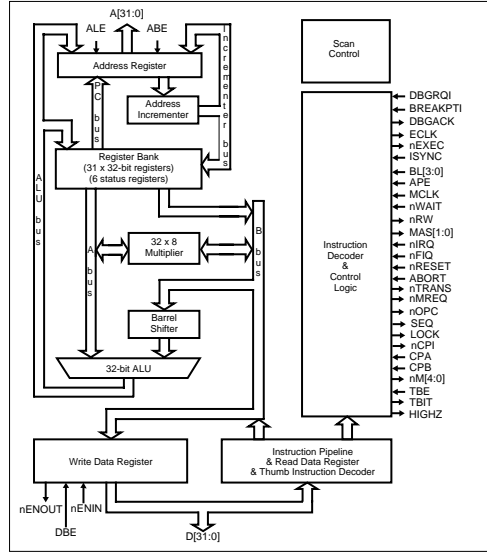 A[31:0]
ALE
ABE
Address Register
Address
Incrementer
PC bus
Incrementer bus
Register Bank
(31 x 32-bit registers)
(6 status registers)
ALU bus
A bus
B bus
32 x 8
Multiplier
Barrel
Shifter
32-bit ALU
Write Data Register
Instruction Pipeline
& Read Data Register
& Thumb Instruction Decoder
nENOUT
nENIN
DBE
D[31:0]
Scan
Control
Instruction
Decoder
&
Control
Logic
DBGRQI
BREAKPTI
DBGACK
ECLK
nEXEC
ISYNC
BL[3:0]
APE
MCLK
nWAIT
nRW
MAS[1:0]
nIRQ
nFIQ
nRESET
ABORT
nTRANS
nMREQ
nOPC
SEQ
LOCK
nCPI
CPA
CPB
nM[4:0]
TBE
TBIT
HIGHZ